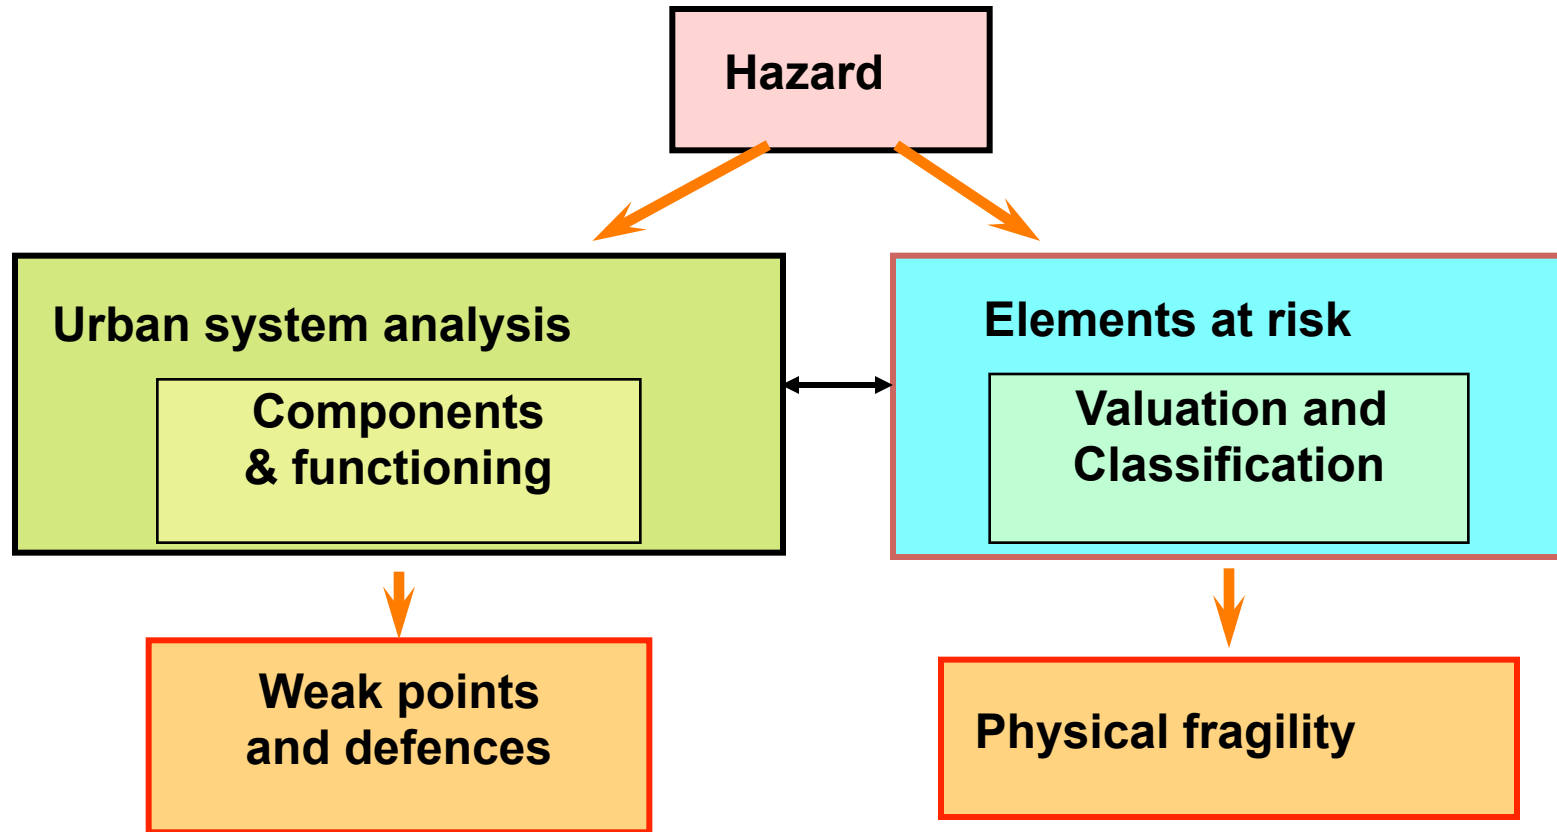 Hazard
Urban system analysis
Components
& functioning
Elements at risk
Valuation and
Classification
Weak points
and defences
Physical fragility